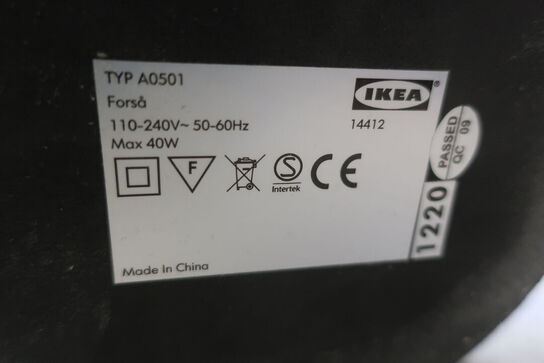 TYP A0501
Forså
110-240V~ 50-60Hz
Max 40W
F
S
Intertek
CE
Made In China
IKEA®
14412
PASSED
QC 09
1220